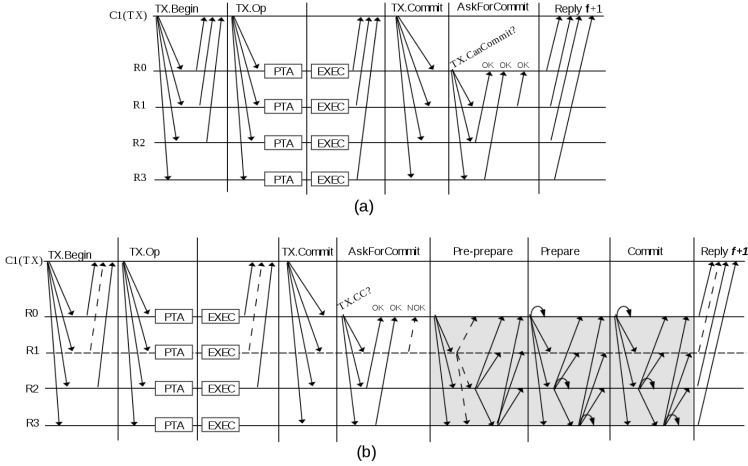 TX.Begin TX.Op TX.Commit AskForCommit Reply f+1
C1(TX)
TX.CanCommit?
R0 PTA EXEC OK OK OK
R1 PTA EXEC
R2 PTA EXEC
R3 PTA EXEC
(a)
TX.Begin TX.Op TX.Commit AskForCommit Pre-prepare Prepare Commit Reply f+1
C1(TX)
TX.CC?
OK OK NOK
R0 PTA EXEC
R1 PTA EXEC
R2 PTA EXEC
R3 PTA EXEC
(b)